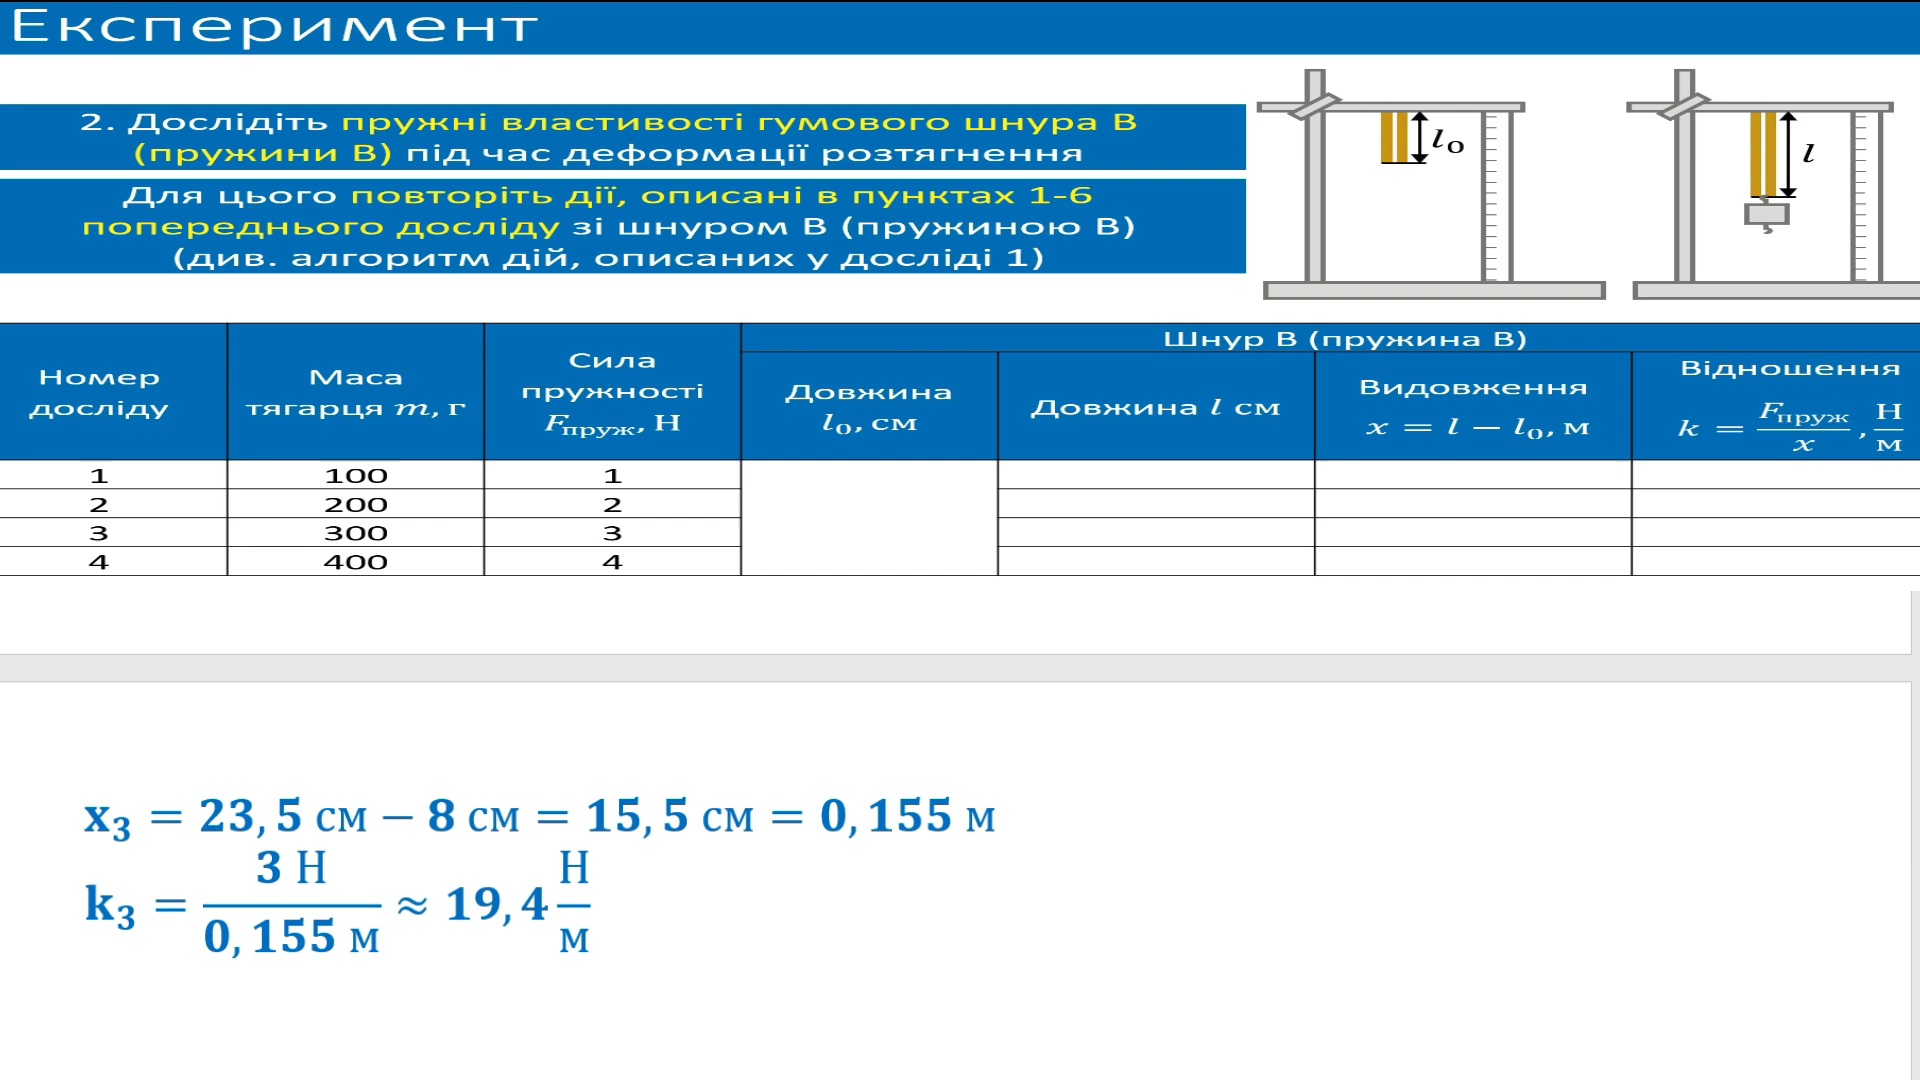 Експеримент
2. Дослідіть пружні властивості гумового шнура В
(пружини В) під час деформації розтягнення
Для цього повторіть дії, описані в пунктах 1-6
попереднього досліду зі шнуром В (пружиною В)
(див. алгоритм дій, описаних у досліді 1)
l₀
l
Номер досліду
Маса тягарця m, г
Сила пружності Fпруж, Н
Шнур В (пружина В)
Довжина l₀, см
Довжина l см
Видовження x = l − l₀, м
Відношення k = Fпруж/x, Н/м
1 100 1
2 200 2
3 300 3
4 400 4
x₃ = 23,5 см − 8 см = 15,5 см = 0,155 м
k₃ = 3 Н/0,155 м ≈ 19,4 Н/м